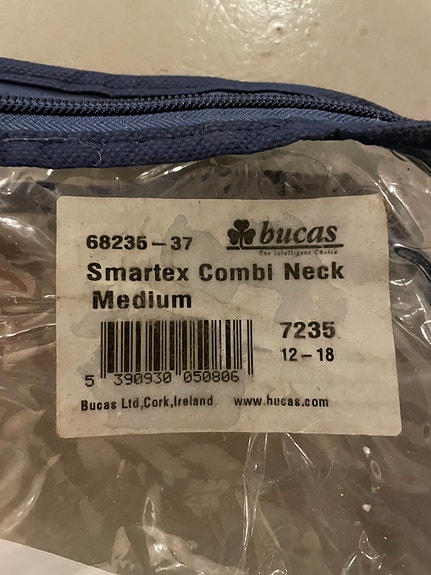 68235-37
bucas
The Intelligent Choice
Smartex Combi Neck
Medium
7235
12-18
5 390930 050806
Bucas Ltd,Cork,Ireland www.bucas.com